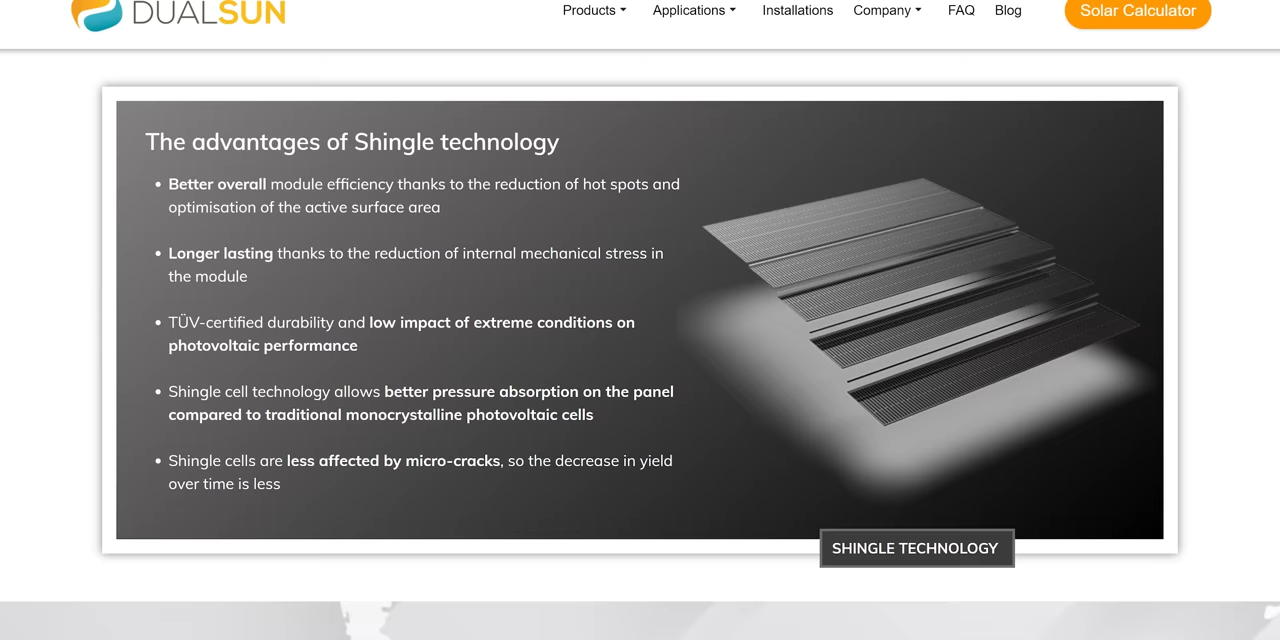 DUALSUN
Products
Applications
Installations
Company
FAQ
Blog
Solar Calculator
The advantages of Shingle technology
• Better overall module efficiency thanks to the reduction of hot spots and
optimisation of the active surface area
• Longer lasting thanks to the reduction of internal mechanical stress in
the module
• TÜV-certified durability and low impact of extreme conditions on
photovoltaic performance
• Shingle cell technology allows better pressure absorption on the panel
compared to traditional monocrystalline photovoltaic cells
• Shingle cells are less affected by micro-cracks, so the decrease in yield
over time is less
SHINGLE TECHNOLOGY